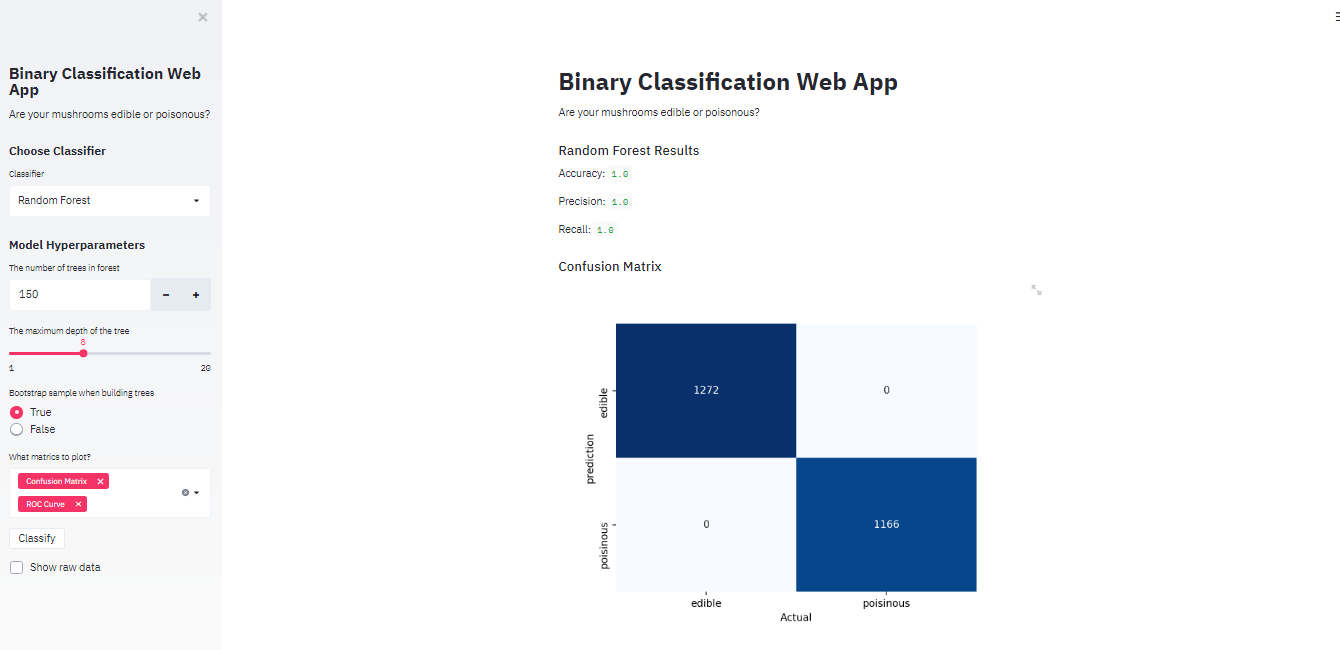 Binary Classification Web
App
Are your mushrooms edible or poisonous?
Choose Classifier
Classifier
Random Forest
Model Hyperparameters
The number of trees in forest
150
The maximum depth of the tree
8
1 20
Bootstrap sample when building trees
True
False
What matrics to plot?
Confusion Matrix
ROC Curve
Classify
Show raw data
Binary Classification Web App
Are your mushrooms edible or poisonous?
Random Forest Results
Accuracy: 1.0
Precision: 1.0
Recall: 1.0
Confusion Matrix
prediction
edible
1272 0
poisinous
0 1166
edible poisinous
Actual